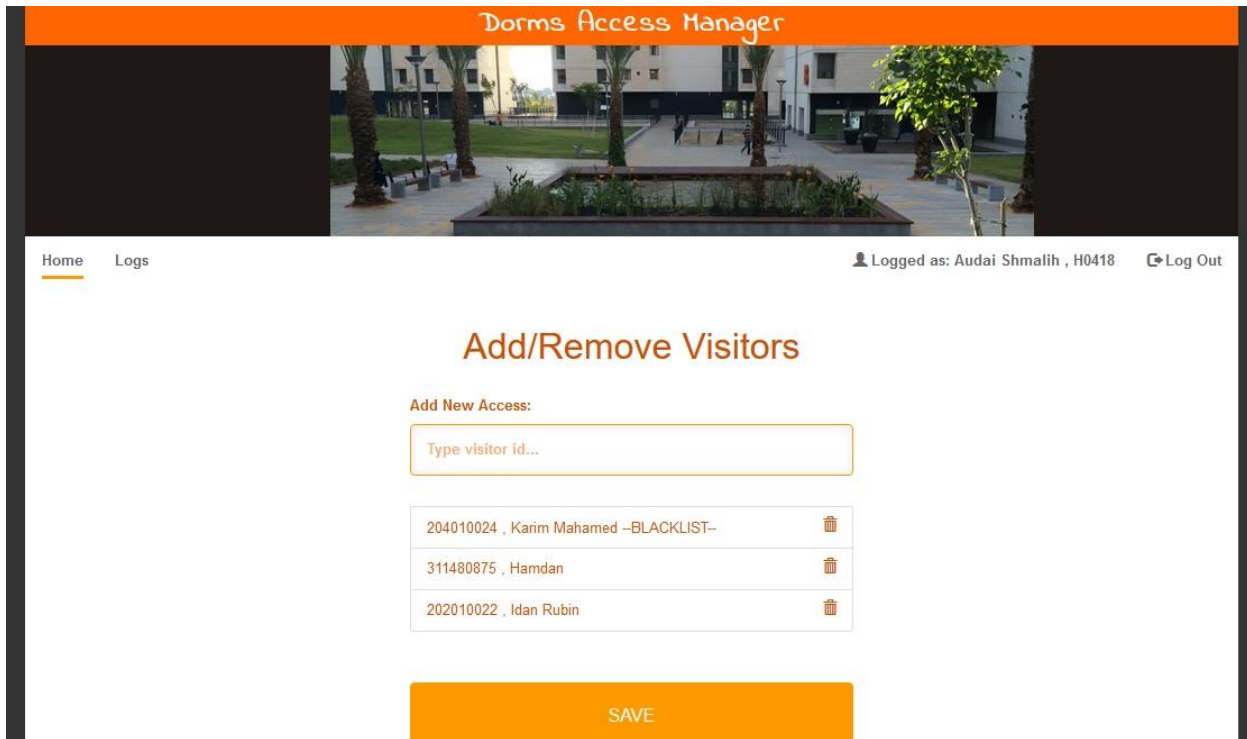 Dorms Access Manager
Home Logs Logged as: Audai Shmalih , H0418 Log Out
Add/Remove Visitors
Add New Access:
Type visitor id...
204010024 , Karim Mahamed --BLACKLIST--
311480875 , Hamdan
202010022 , Idan Rubin
SAVE